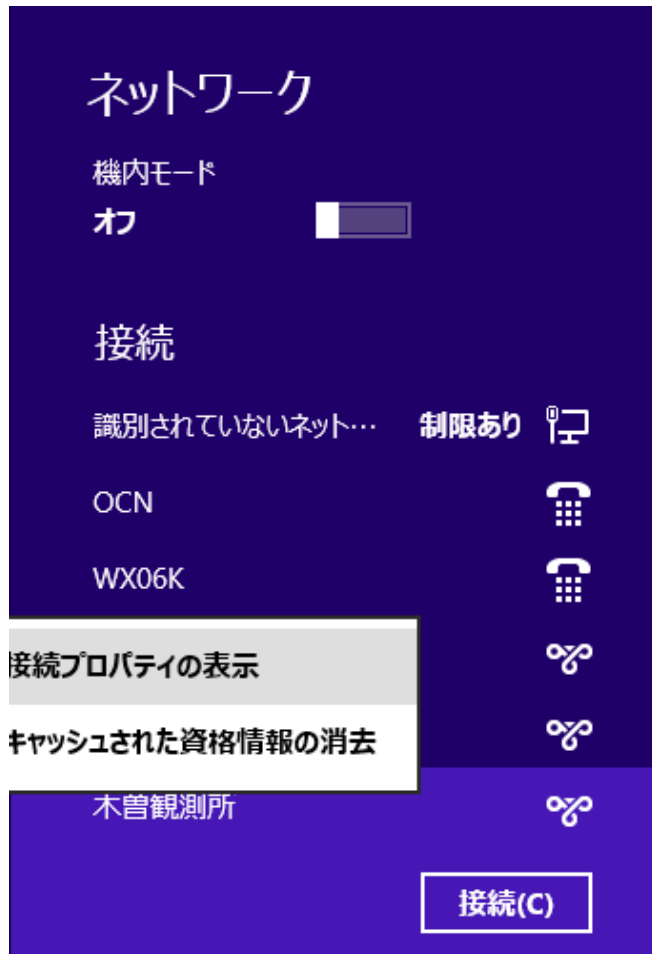 ネットワーク
機内モード
オフ
接続
識別されていないネット… 制限あり
OCN
WX06K
接続プロパティの表示
キャッシュされた資格情報の消去
木曽観測所
接続(C)